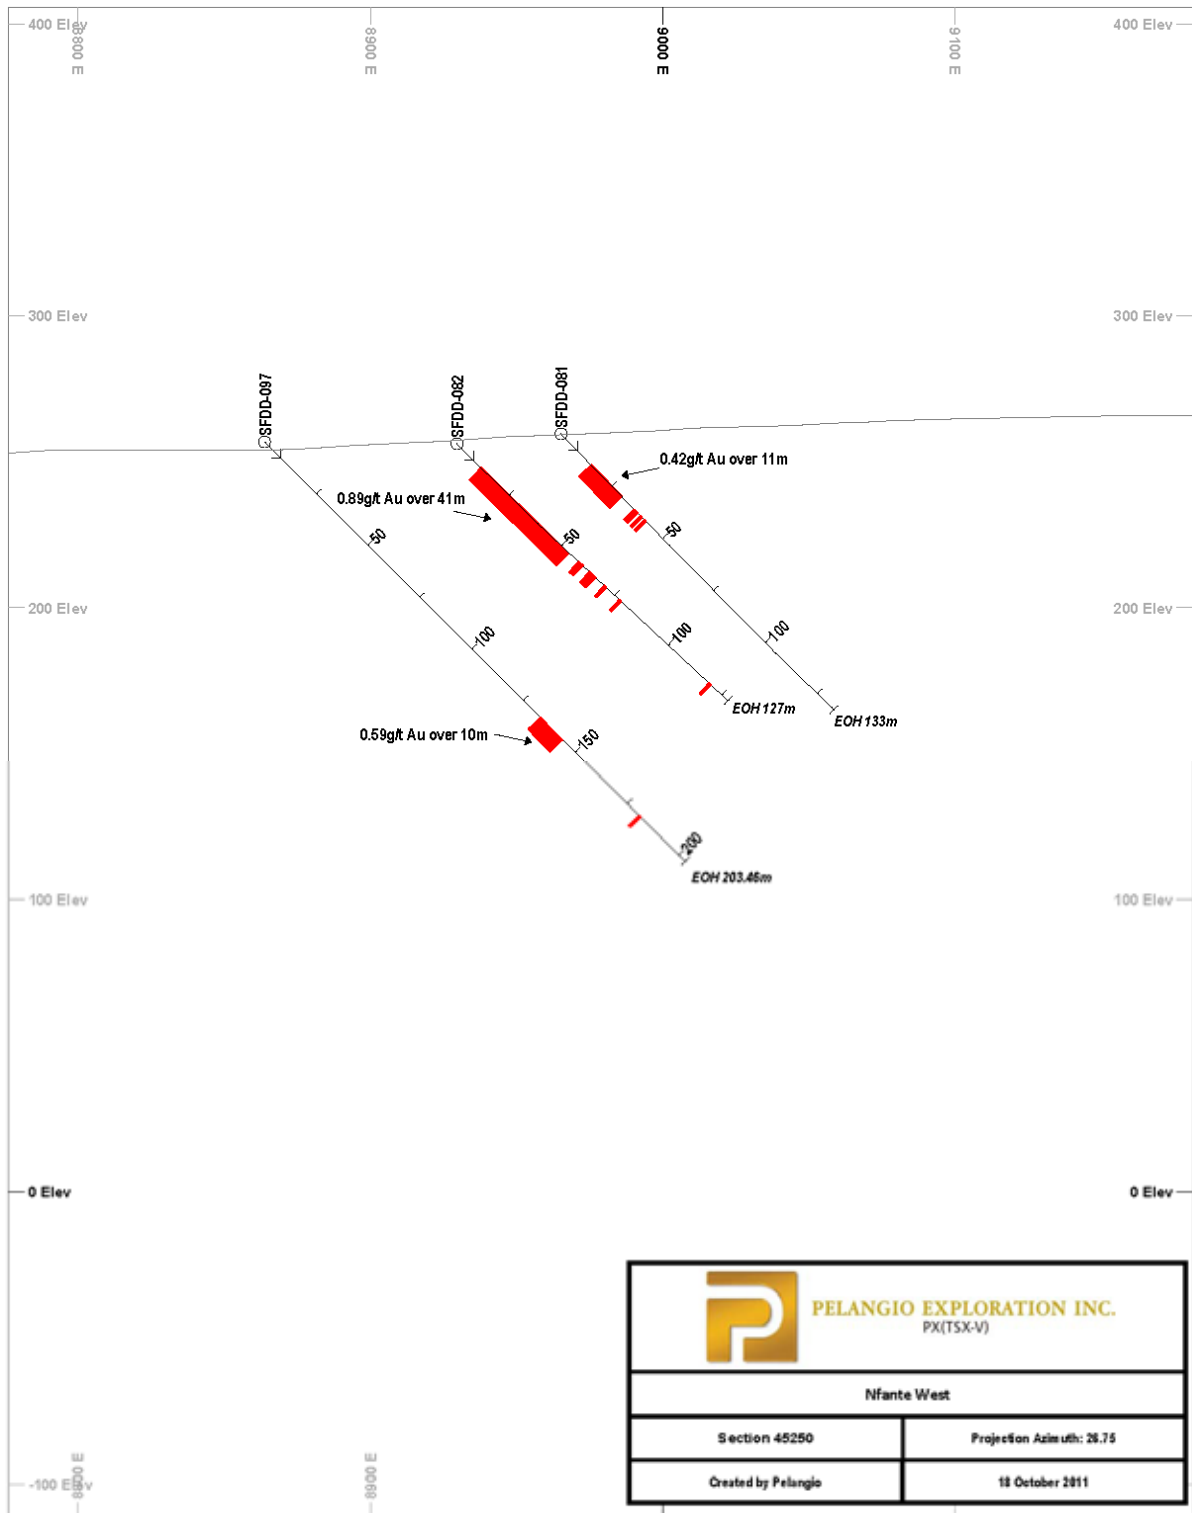 400 Elev
8800 E
8900 E
9000 E
9100 E
400 Elev
300 Elev
300 Elev
SFDD-097
SFDD-082
SFDD-081
0.42g/t Au over 11m
0.89g/t Au over 41m
50
50
50
200 Elev
200 Elev
100
100
100
EOH 127m
EOH 133m
0.59g/t Au over 10m
150
200
EOH 203.46m
100 Elev
100 Elev
0 Elev
0 Elev
PELANGIO EXPLORATION INC.
PX(TSX-V)
Nfante West
Section 45250
Projection Azimuth: 26.75
Created by Pelangio
18 October 2011
-100 Elev
8800 E
8900 E